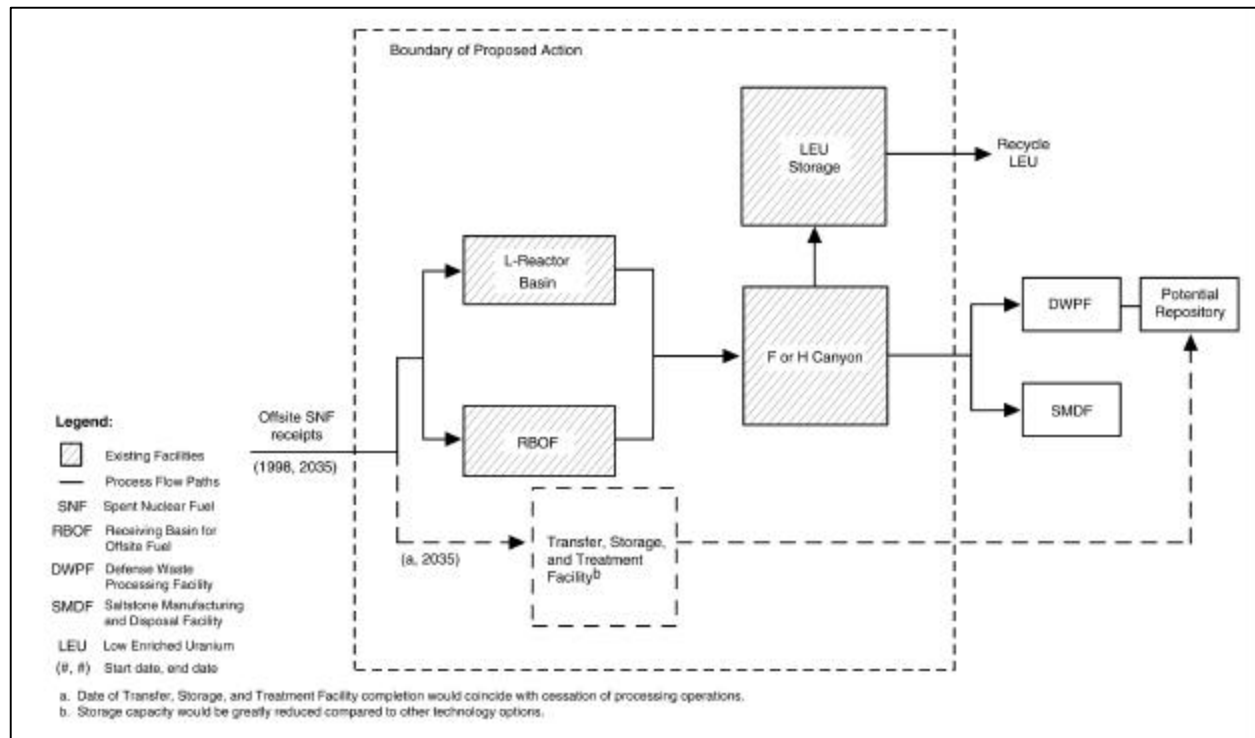 Boundary of Proposed Action
LEU
Storage
Recycle
LEU
L-Reactor
Basin
DWPF
Potential
Repository
F or H Canyon
SMDF
RBOF
Offsite SNF
receipts
(1998, 2035)
(a, 2035)
Transfer, Storage,
and Treatment
Facilityb
Legend:
Existing Facilities
Process Flow Paths
SNF Spent Nuclear Fuel
RBOF Receiving Basin for
Offsite Fuel
DWPF Defense Waste
Processing Facility
SMDF Saltstone Manufacturing
and Disposal Facility
LEU Low Enriched Uranium
(#, #) Start date, end date
a. Date of Transfer, Storage, and Treatment Facility completion would coincide with cessation of processing operations.
b. Storage capacity would be greatly reduced compared to other technology options.